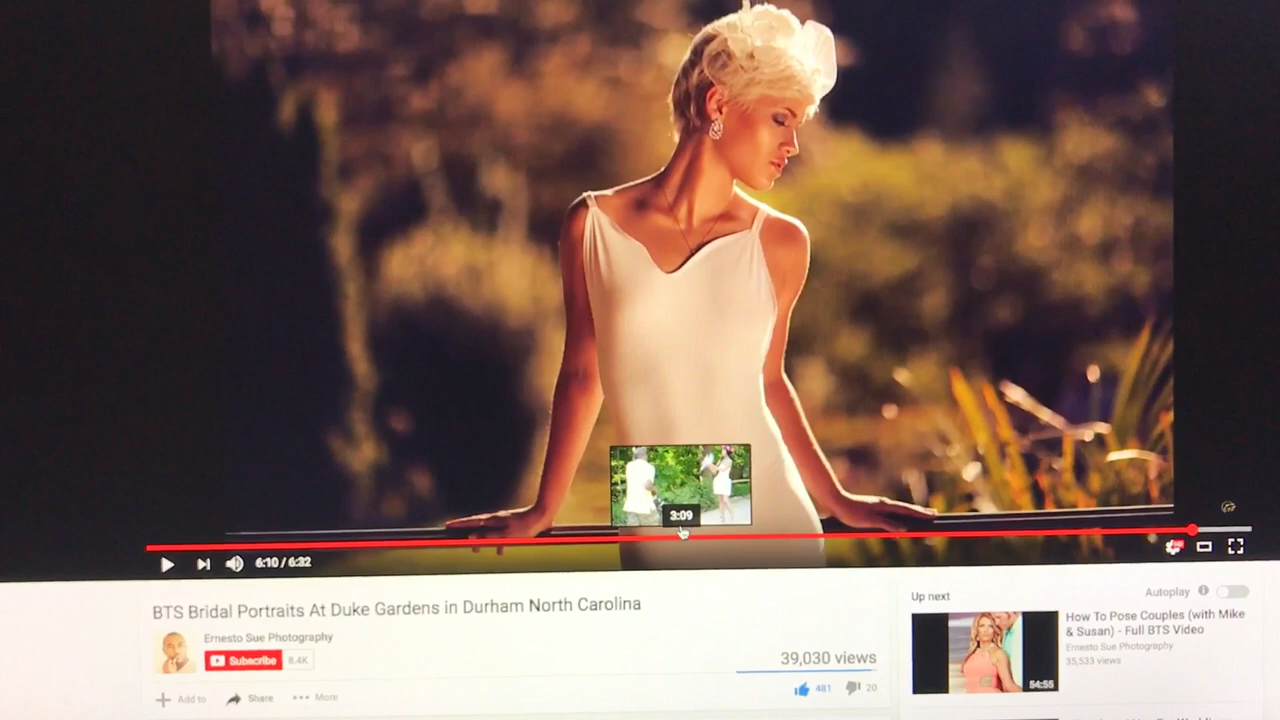 3:09
6:10 / 6:32
BTS Bridal Portraits At Duke Gardens in Durham North Carolina
Ernesto Sue Photography
Subscribe 8.4K
39,030 views
Add to Share More
481 20
Up next
Autoplay
How To Pose Couples (with Mike
& Susan) - Full BTS Video
Ernesto Sue Photography
35,533 views
54:55